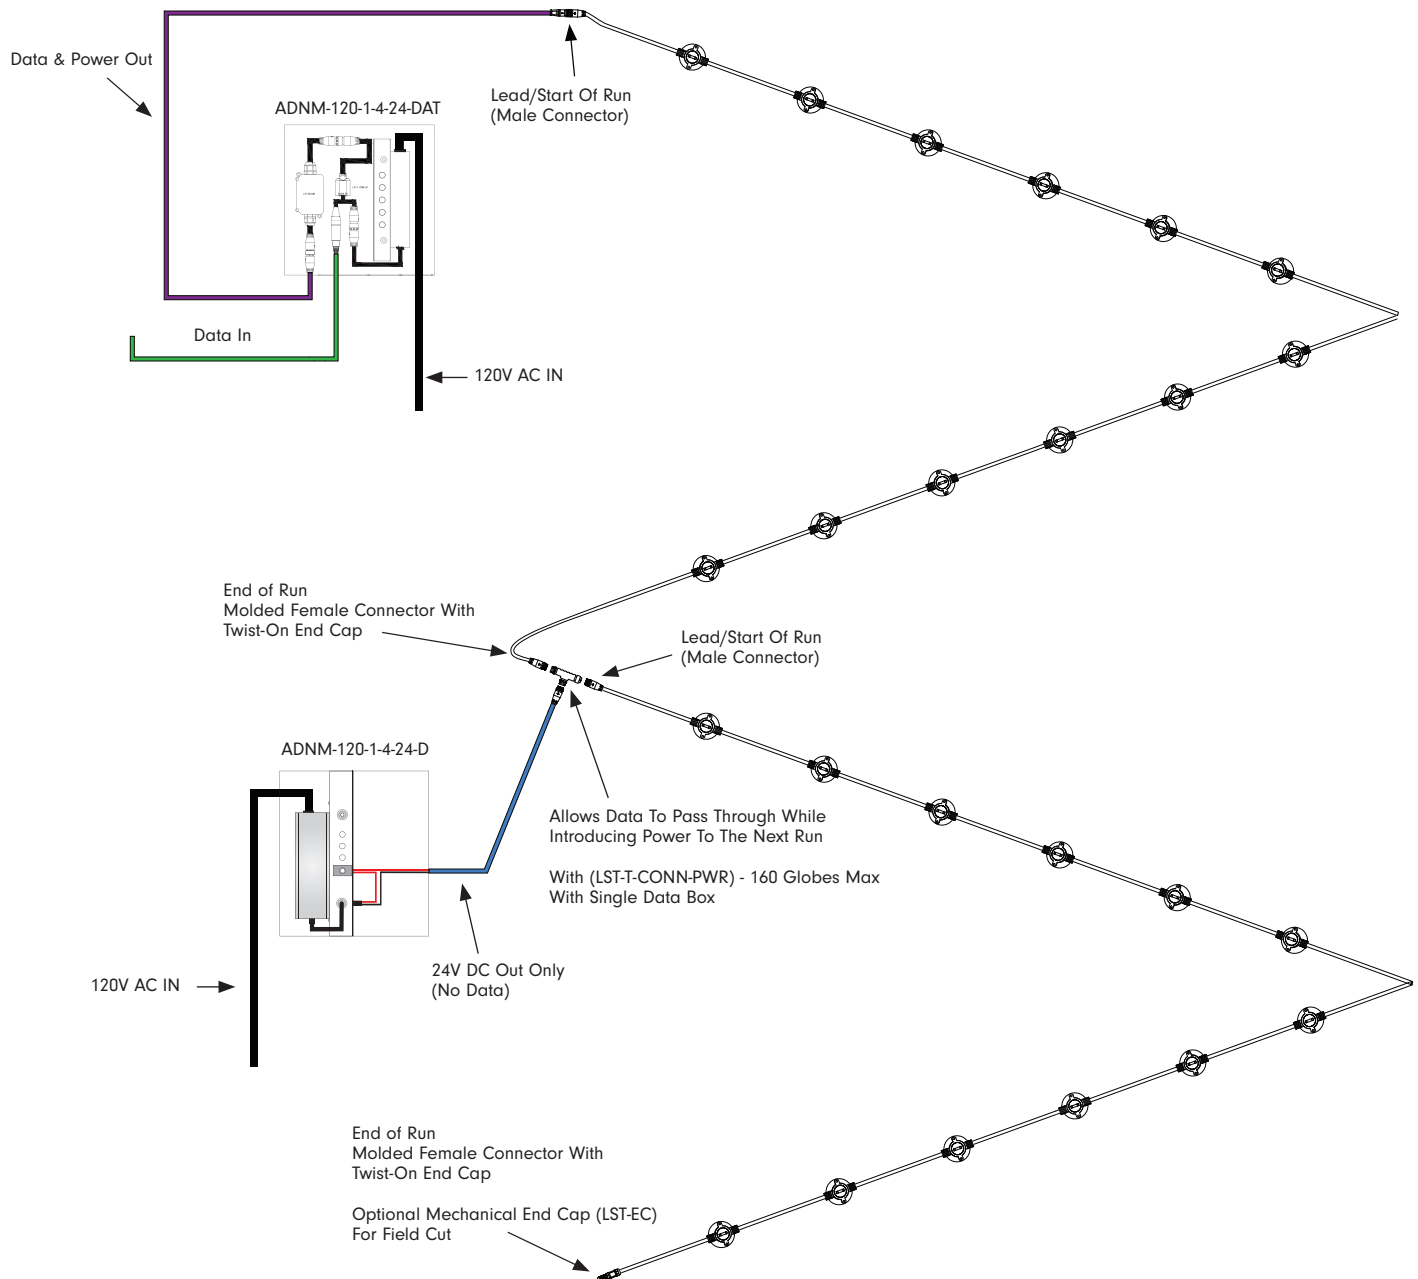 Data & Power Out
ADNM-120-1-4-24-DAT
Lead/Start Of Run
(Male Connector)
Data In
120V AC IN
End of Run
Molded Female Connector With
Twist-On End Cap
Lead/Start Of Run
(Male Connector)
ADNM-120-1-4-24-D
Allows Data To Pass Through While
Introducing Power To The Next Run
With (LST-T-CONN-PWR) - 160 Globes Max
With Single Data Box
24V DC Out Only
(No Data)
120V AC IN
End of Run
Molded Female Connector With
Twist-On End Cap
Optional Mechanical End Cap (LST-EC)
For Field Cut